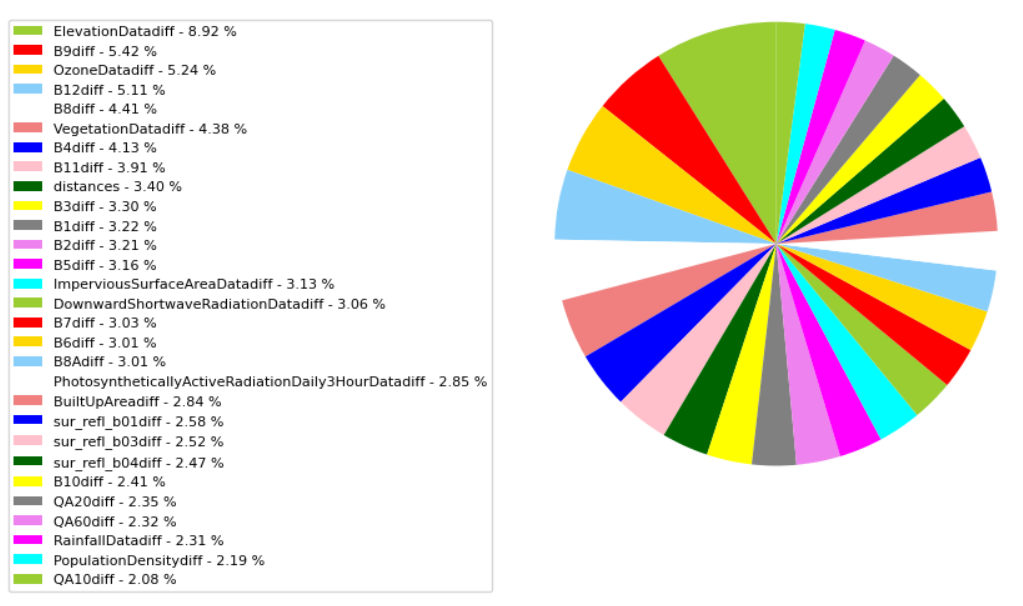 ElevationDatadiff - 8.92 %
B9diff - 5.42 %
OzoneDatadiff - 5.24 %
B12diff - 5.11 %
B8diff - 4.41 %
VegetationDatadiff - 4.38 %
B4diff - 4.13 %
B11diff - 3.91 %
distances - 3.40 %
B3diff - 3.30 %
B1diff - 3.22 %
B2diff - 3.21 %
B5diff - 3.16 %
ImperviousSurfaceAreaDatadiff - 3.13 %
DownwardShortwaveRadiationDatadiff - 3.06 %
B7diff - 3.03 %
B6diff - 3.01 %
B8Adiff - 3.01 %
PhotosyntheticallyActiveRadiationDaily3HourDatadiff - 2.85 %
BuiltUpAreadiff - 2.84 %
sur_refl_b01diff - 2.58 %
sur_refl_b03diff - 2.52 %
sur_refl_b04diff - 2.47 %
B10diff - 2.41 %
QA20diff - 2.35 %
QA60diff - 2.32 %
RainfallDatadiff - 2.31 %
PopulationDensitydiff - 2.19 %
QA10diff - 2.08 %